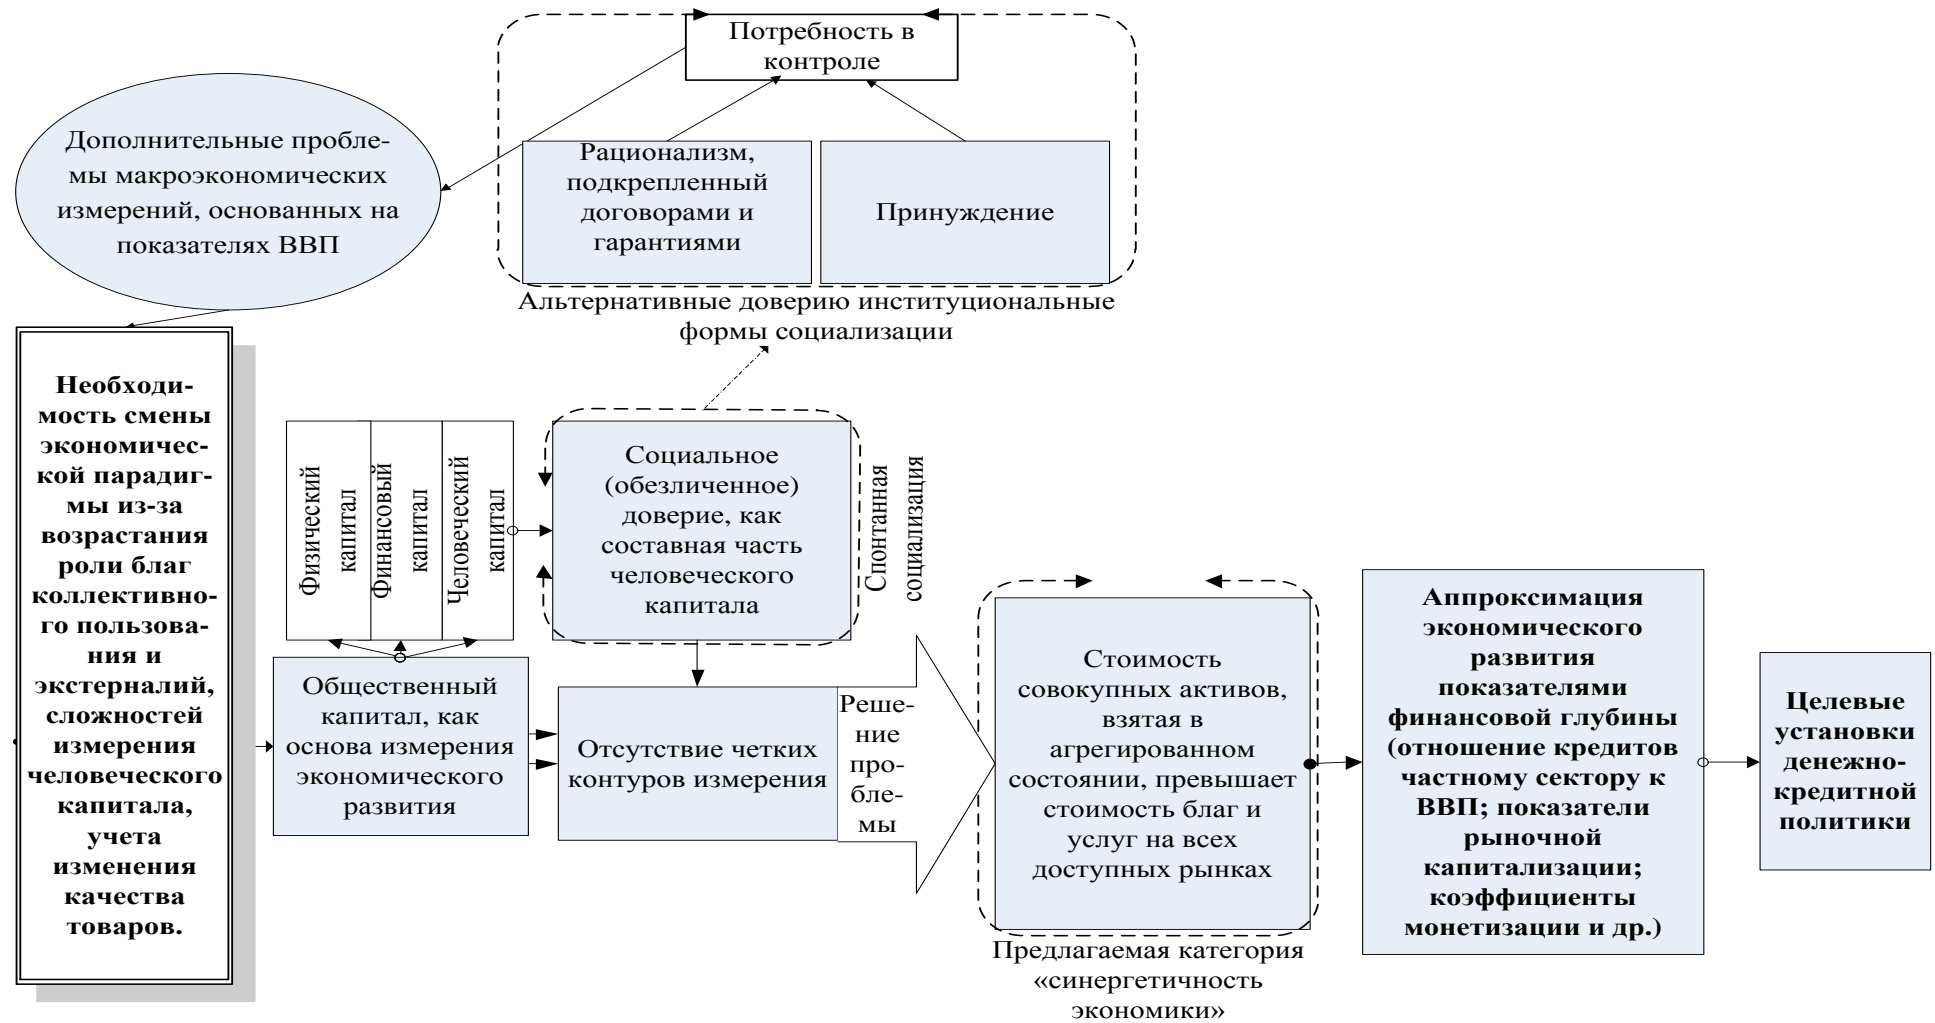 Потребность в
контроле
Дополнительные пробле-
мы макроэкономических
измерений, основанных на
показателях ВВП
Рационализм,
подкрепленный
договорами и
гарантиями
Принуждение
Альтернативные доверию институциональные
формы социализации
Необходи-
мость смены
экономичес-
кой парадиг-
мы из-за
возрастания
роли благ
коллективно-
го пользова-
ния и
экстерналий,
сложностей
измерения
человеческого
капитала,
учета
изменения
качества
товаров.
Физический
капитал
Финансовый
капитал
Человеческий
капитал
Социальное
(обезличенное)
доверие, как
составная часть
человеческого
капитала
Спонтанная
социализация
Общественный
капитал, как
основа измерения
экономического
развития
Отсутствие четких
контуров измерения
Реше-
ние
про-
бле-
мы
Стоимость
совокупных активов,
взятая в
агрегированном
состоянии, превышает
стоимость благ и
услуг на всех
доступных рынках
Предлагаемая категория
«синергетичность
экономики»
Аппроксимация
экономического
развития
показателями
финансовой глубины
(отношение кредитов
частному сектору к
ВВП; показатели
рыночной
капитализации;
коэффициенты
монетизации и др.)
Целевые
установки
денежно-
кредитной
политики